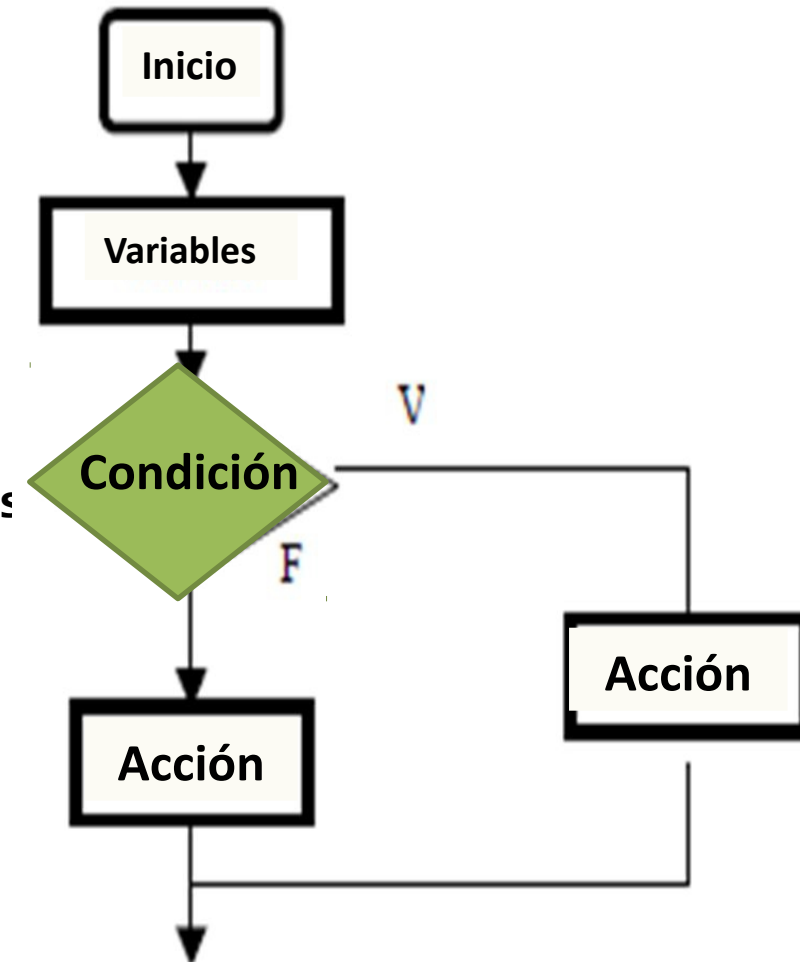 Inicio
Variables
V
Condición
s
F
Acción
Acción